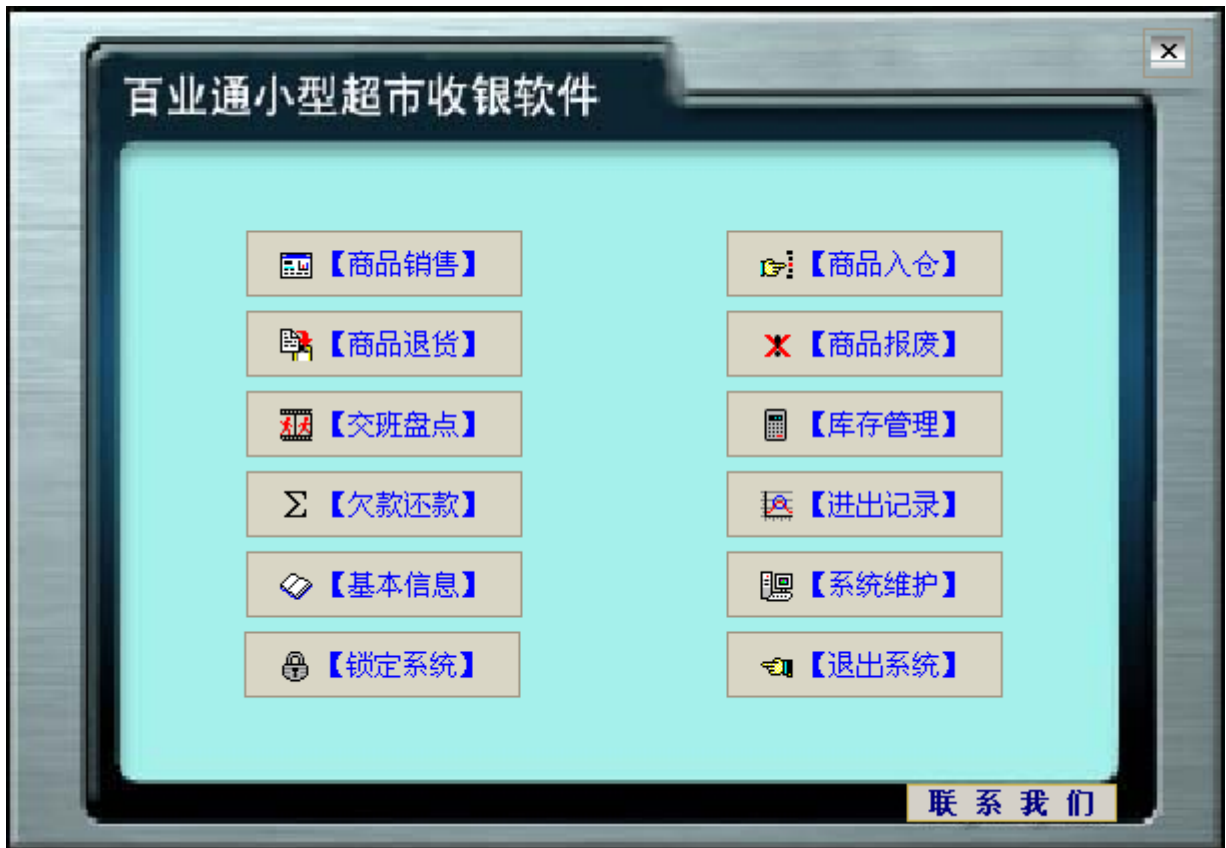 百业通小型超市收银软件
【商品销售】 【商品入仓】
【商品退货】 【商品报废】
【交班盘点】 【库存管理】
Σ 【欠款还款】 【进出记录】
【基本信息】 【系统维护】
【锁定系统】 【退出系统】
联系我们